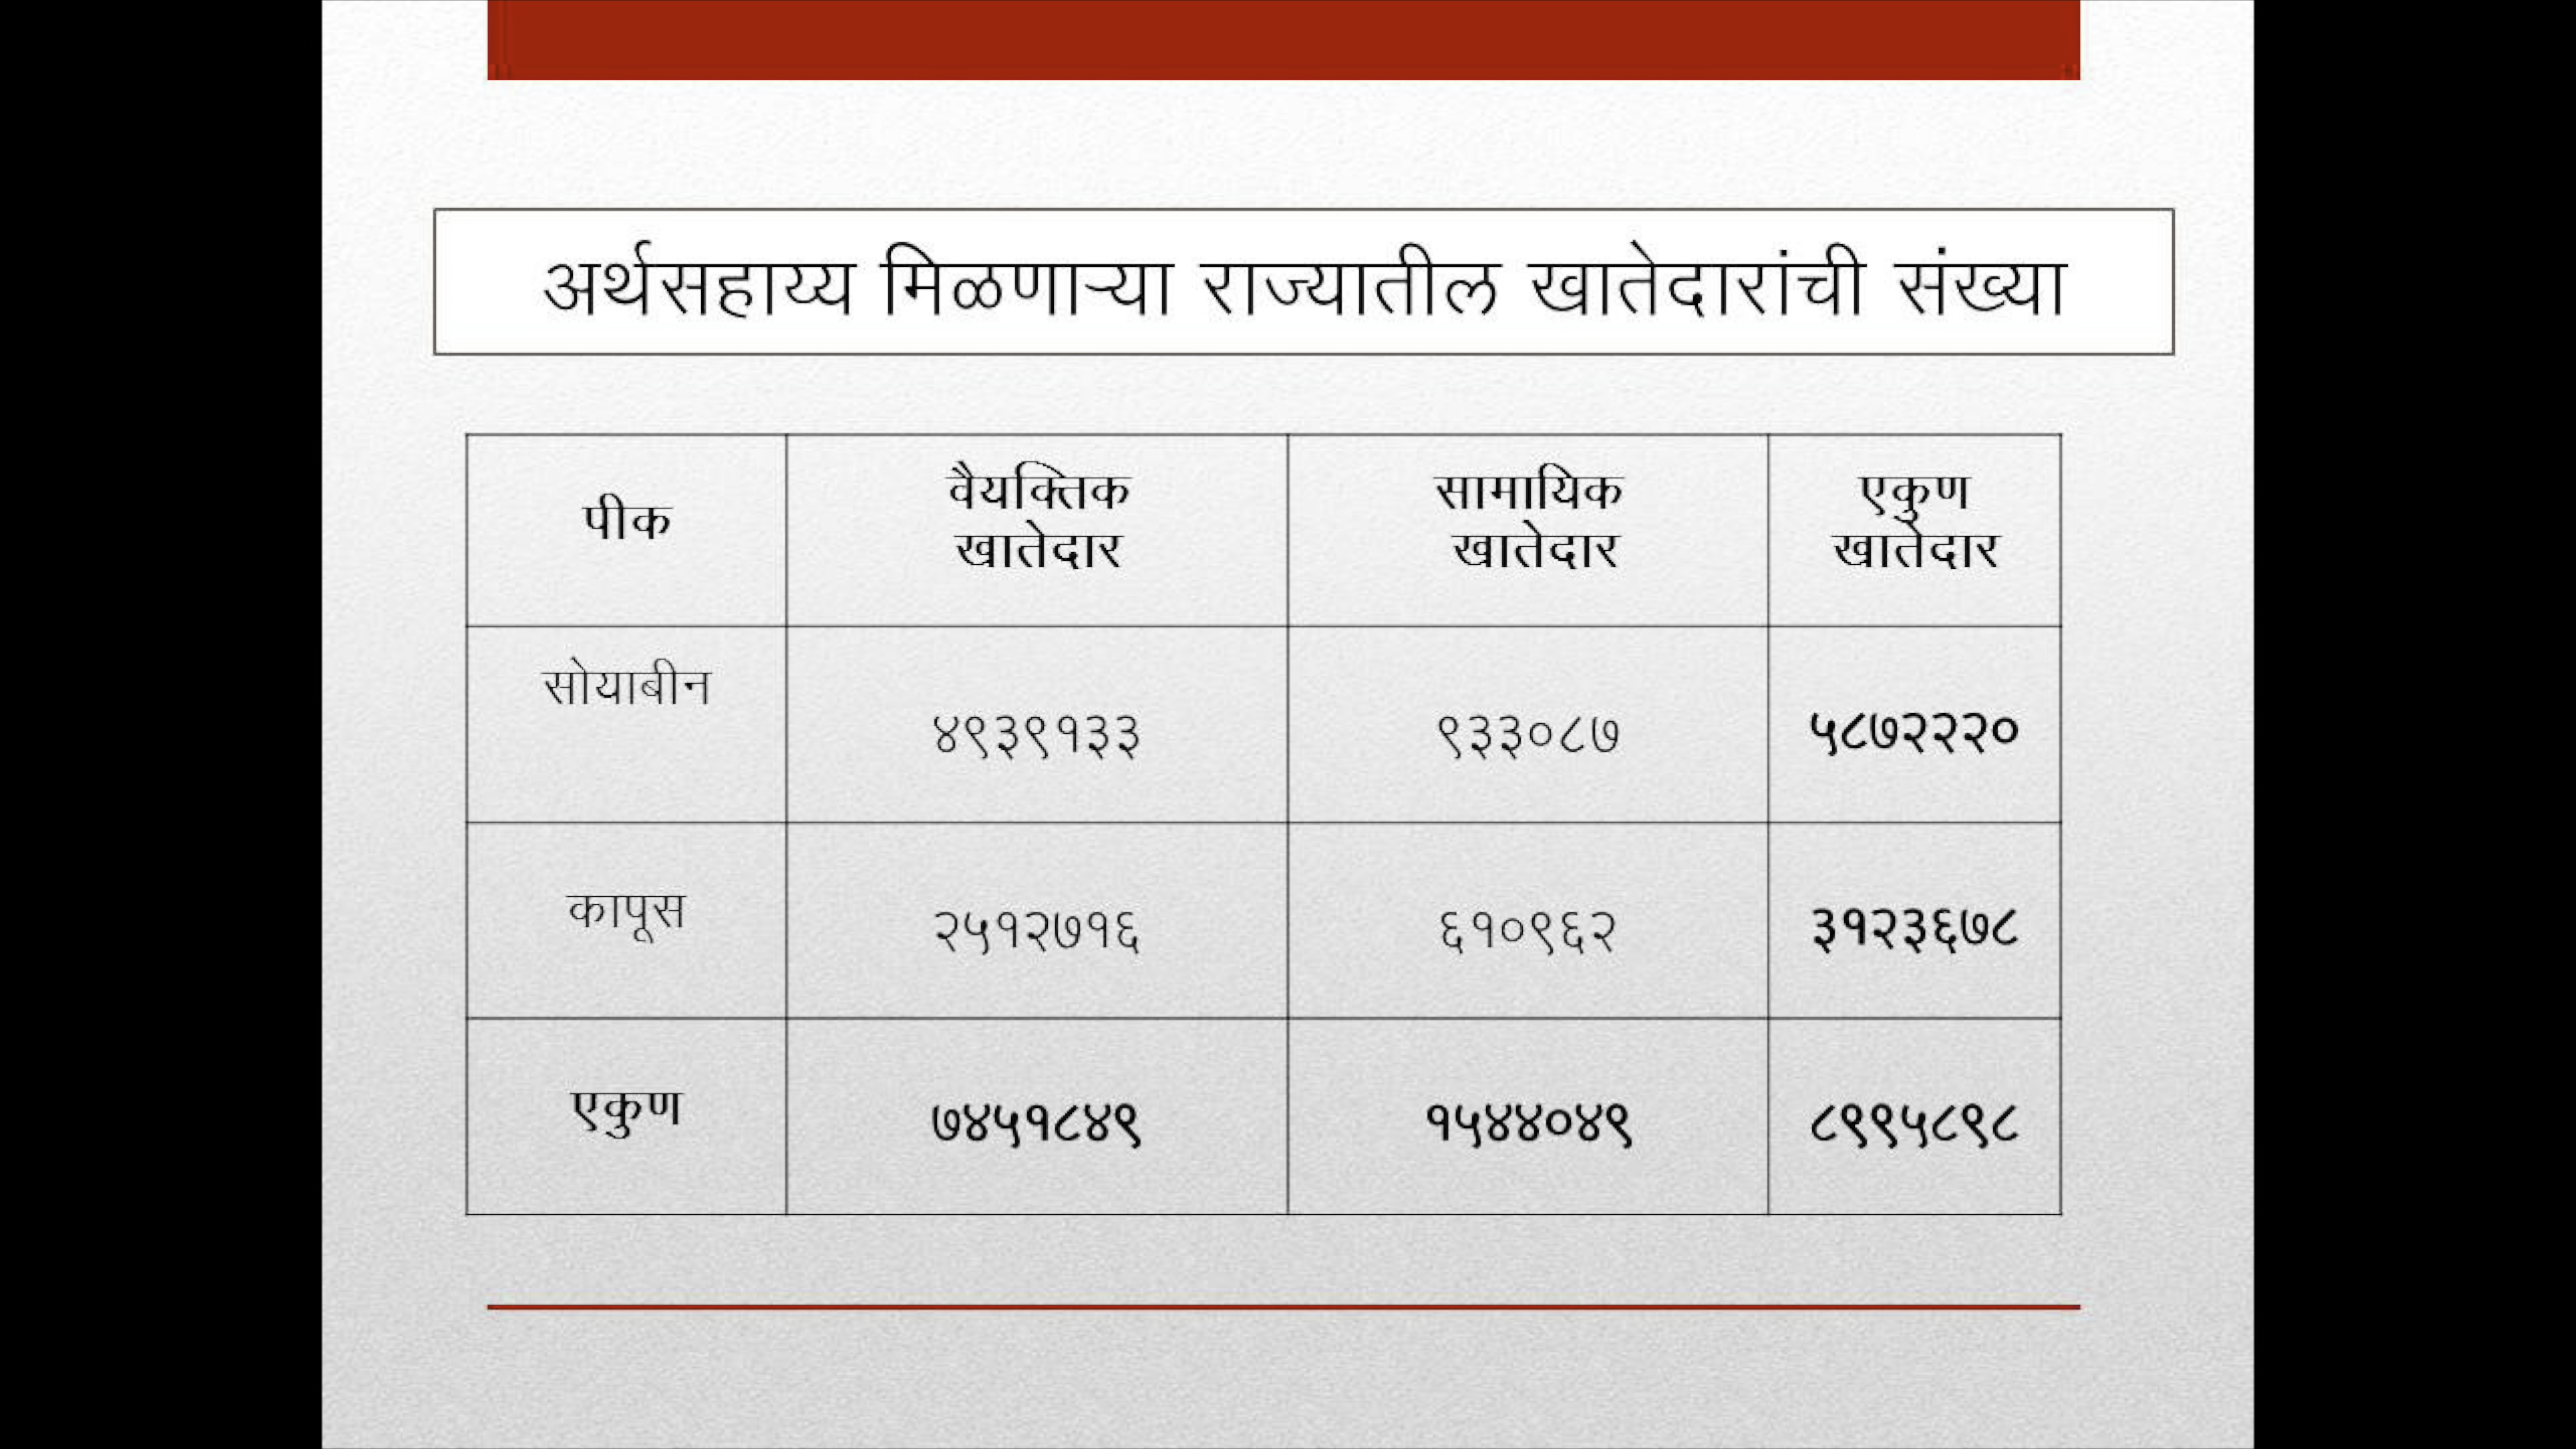 अर्थसहाय्य मिळणाऱ्या राज्यातील खातेदारांची संख्या
पीक
वैयक्तिक
खातेदार
सामायिक
खातेदार
एकुण
खातेदार
सोयाबीन
४९३९१३३
९३३०८७
५८७२२२०
कापूस
२५१२७१६
६१०९६२
३१२३६७८
एकुण
७४५१८४९
१५४४०४९
८९९५८९८